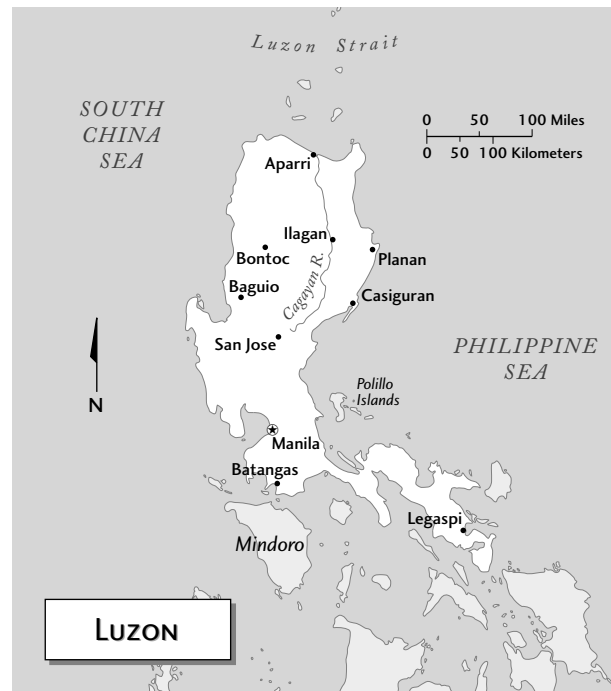 Luzon Strait
SOUTH
CHINA
SEA
0 50 100 Miles
0 50 100 Kilometers
Aparri
Ilagan
Bontoc
Planan
Baguio
Cagayan R.
Casiguran
San Jose
PHILIPPINE
SEA
N
Polillo
Islands
Manila
Batangas
Legaspi
Mindoro
LUZON